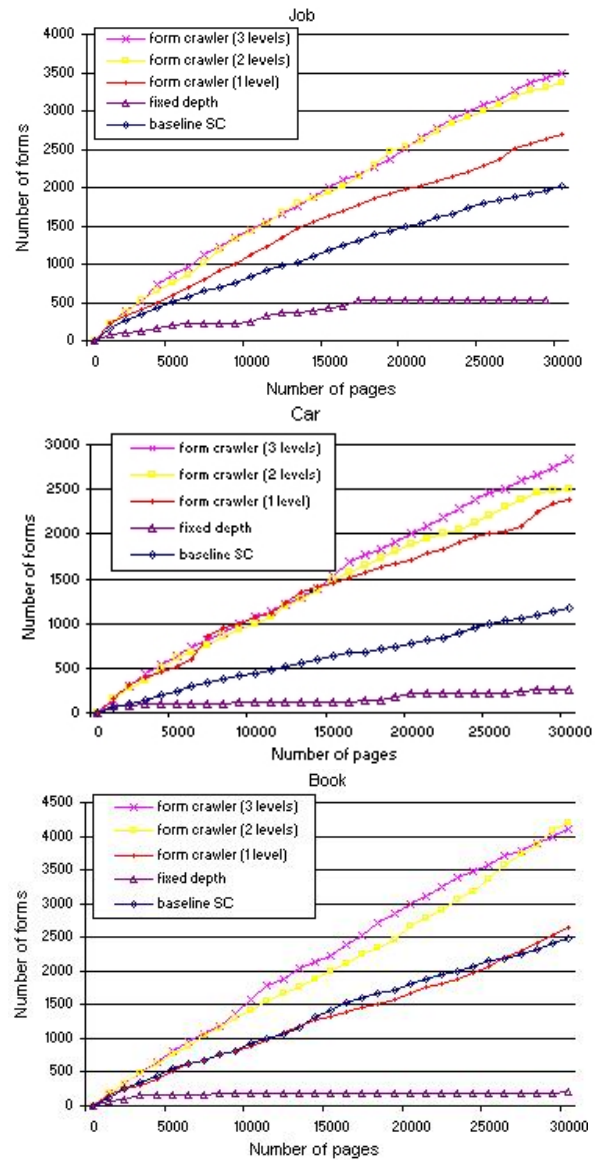 Job
4000
3500
3000
2500
2000
1500
1000
500
0
Number of forms
form crawler (3 levels)
form crawler (2 levels)
form crawler (1 level)
fixed depth
baseline SC
0 5000 10000 15000 20000 25000 30000
Number of pages
Car
3000
2500
2000
1500
1000
500
0
Number of forms
form crawler (3 levels)
form crawler (2 levels)
form crawler (1 level)
fixed depth
baseline SC
0 5000 10000 15000 20000 25000 30000
Number of pages
Book
4500
4000
3500
3000
2500
2000
1500
1000
500
0
Number of forms
form crawler (3 levels)
form crawler (2 levels)
form crawler (1 level)
fixed depth
baseline SC
0 5000 10000 15000 20000 25000 30000
Number of pages